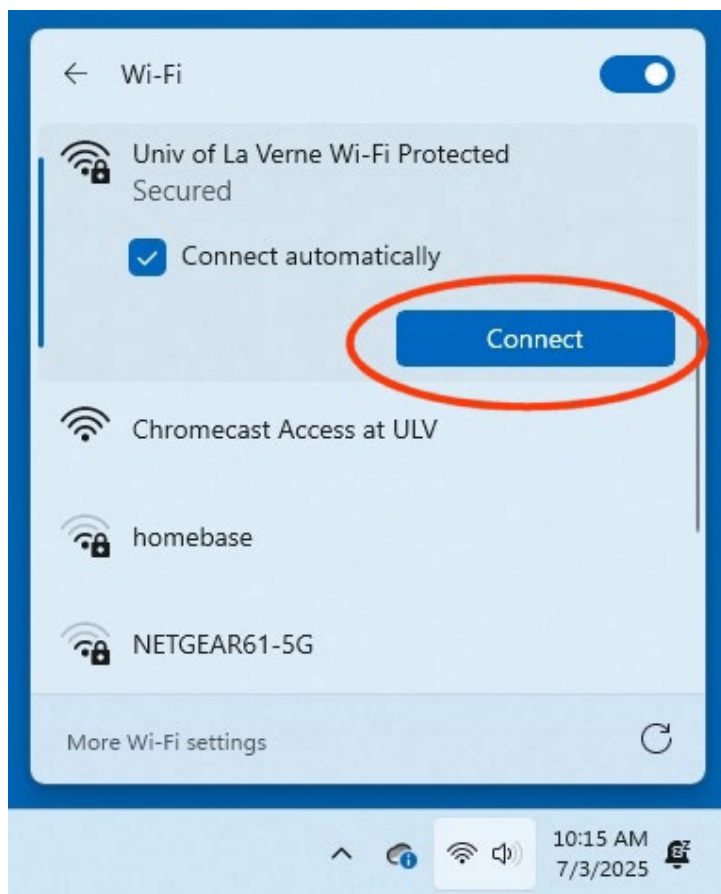 Wi-Fi
Univ of La Verne Wi-Fi Protected
Secured
Connect automatically
Connect
Chromecast Access at ULV
homebase
NETGEAR61-5G
More Wi-Fi settings
10:15 AM
7/3/2025